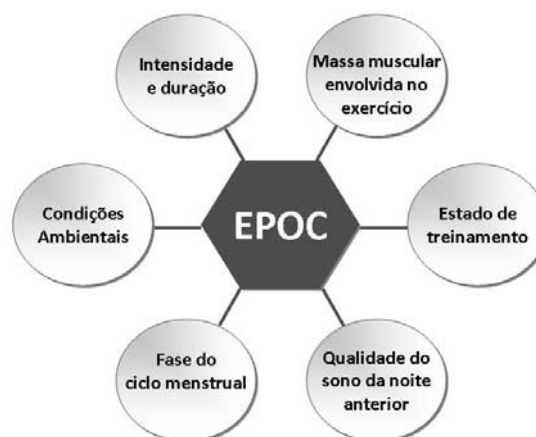 Intensidade
e duração
Massa muscular
envolvida no
exercício
Condições
Ambientais
EPOC
Estado de
treinamento
Fase do
ciclo menstrual
Qualidade do
sono da noite
anterior